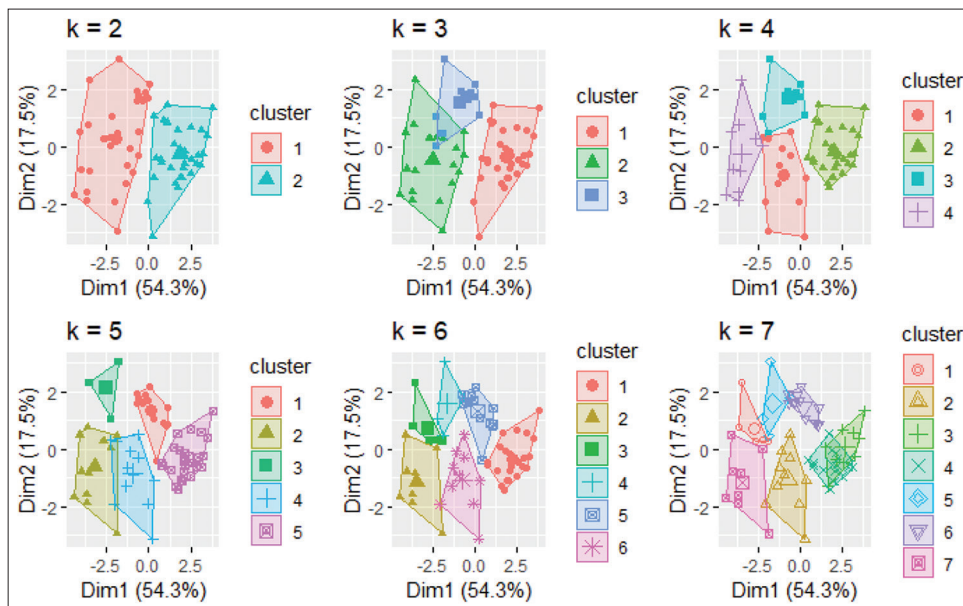 k = 2
Dim2 (17.5%)
2
0
-2
-2.5 0.0 2.5
Dim1 (54.3%)
cluster
1
2
k = 3
Dim2 (17.5%)
2
0
-2
-2.5 0.0 2.5
Dim1 (54.3%)
cluster
1
2
3
k = 4
Dim2 (17.5%)
2
0
-2
-2.5 0.0 2.5
Dim1 (54.3%)
cluster
1
2
3
4
k = 5
Dim2 (17.5%)
2
0
-2
-2.5 0.0 2.5
Dim1 (54.3%)
cluster
1
2
3
4
5
k = 6
Dim2 (17.5%)
2
0
-2
-2.5 0.0 2.5
Dim1 (54.3%)
cluster
1
2
3
4
5
6
k = 7
Dim2 (17.5%)
2
0
-2
-2.5 0.0 2.5
Dim1 (54.3%)
cluster
1
2
3
4
5
6
7